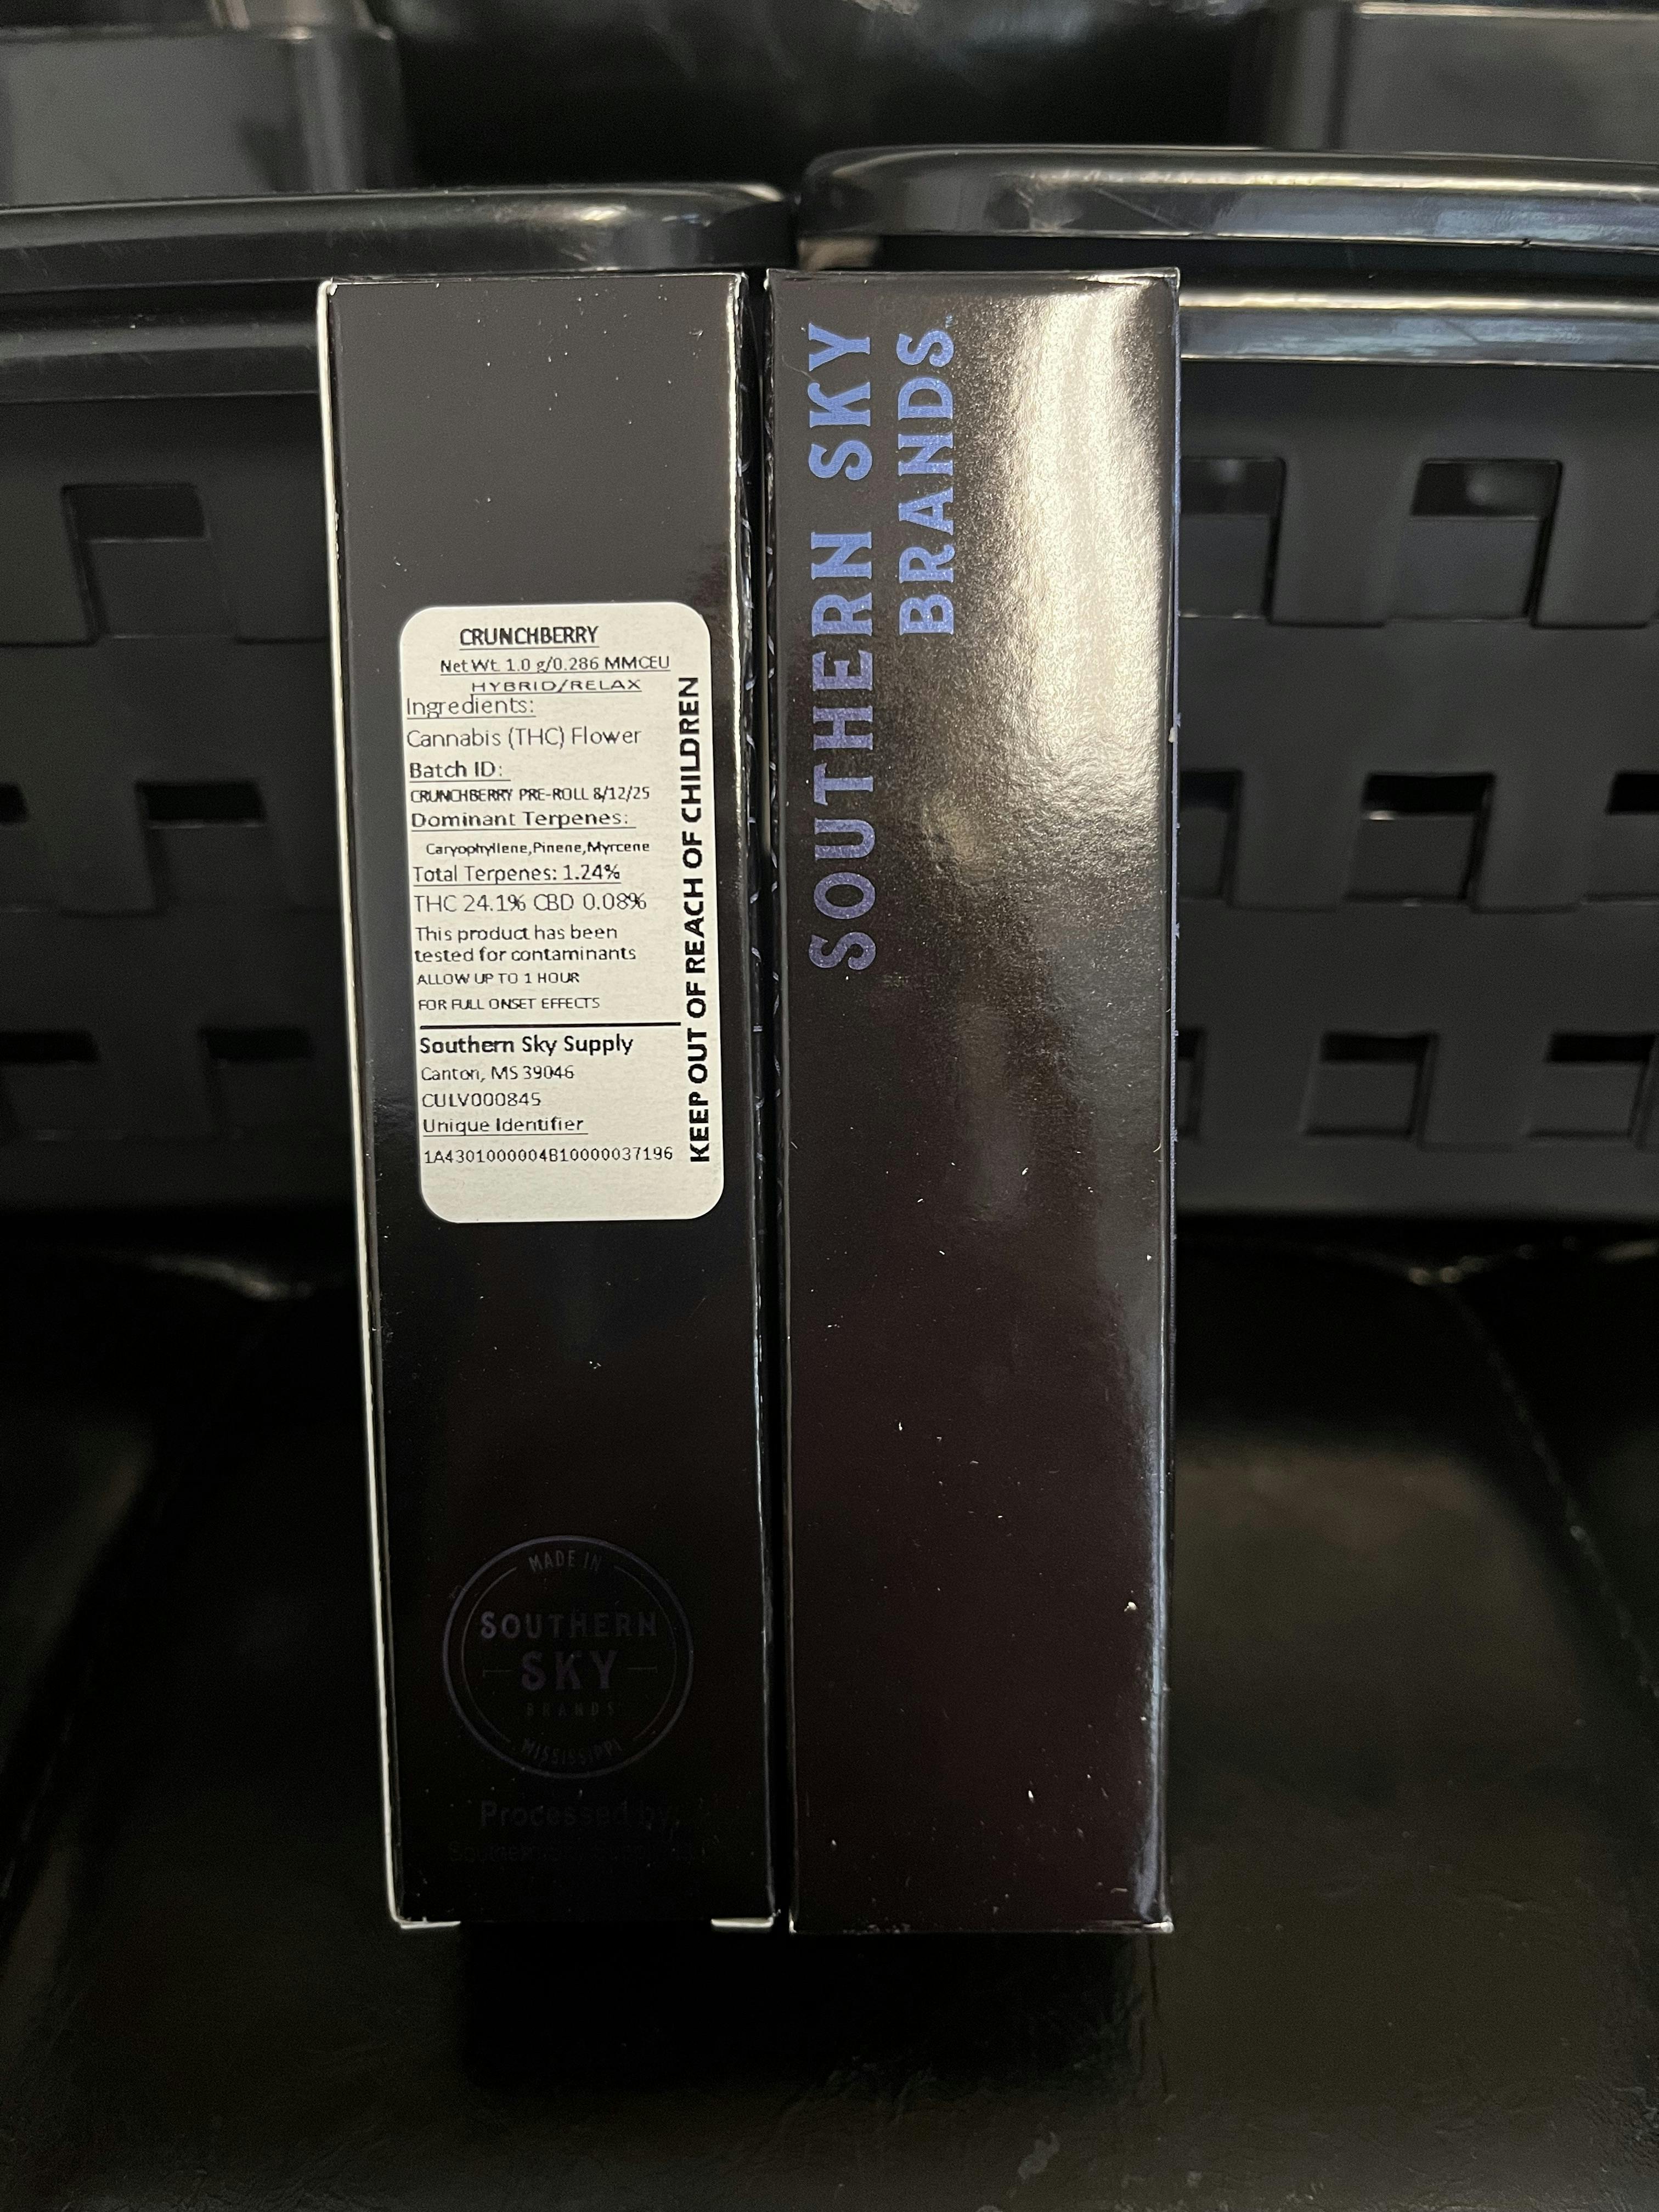 CRUNCHBERRY
Net Wt. 1.0 g/0.286 MMCEU
HYBRID/RELAX
Ingredients:
Cannabis (THC) Flower
Batch ID:
CRUNCHBERRY PRE-ROLL 8/12/25
Dominant Terpenes:
Caryophyllene,Pinene,Myrcene
Total Terpenes: 1.24%
THC 24.1% CBD 0.08%
This product has been
tested for contaminants
ALLOW UP TO 1 HOUR
FOR FULL ONSET EFFECTS
Southern Sky Supply
Canton, MS 39046
CULV000845
Unique Identifier
1A4301000004B10000037196
KEEP OUT OF REACH OF CHILDREN
MADE IN
SOUTHERN
SKY
BRANDS
MISSISSIPPI
Processed by
SOUTHERN SKY
BRANDS™